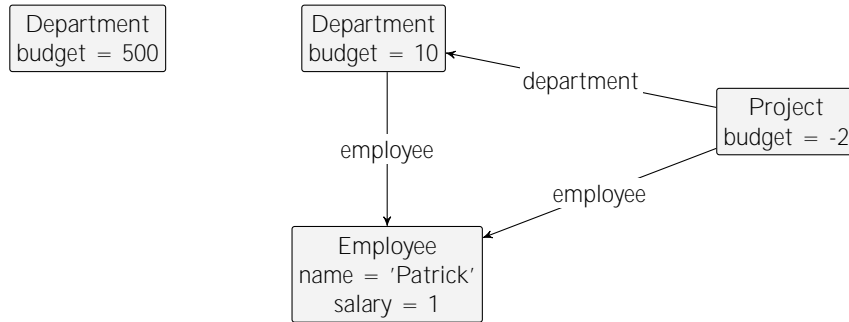 Department
budget = 500
Department
budget = 10
department
Project
budget = -2
employee
employee
Employee
name = 'Patrick'
salary = 1